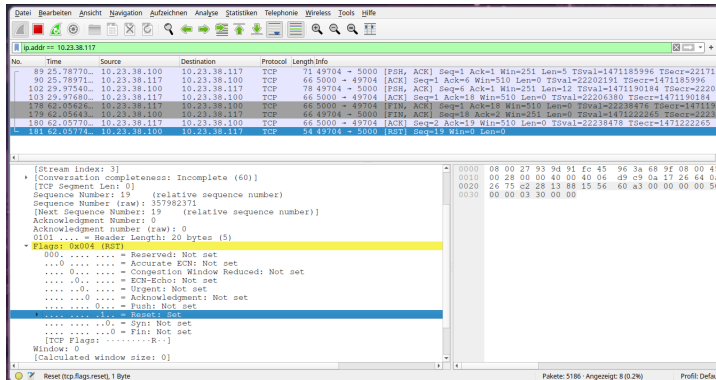 Datei Bearbeiten Ansicht Navigation Aufzeichnen Analyse Statistiken Telephonie Wireless Tools Hilfe
ip.addr == 10.23.38.117
No. Time Source Destination Protocol Length Info
89 25.78770… 10.23.38.100 10.23.38.117 TCP 71 49704 → 5000 [PSH, ACK] Seq=1 Ack=1 Win=251 Len=5 TSval=1471185996 TSecr=22171
90 25.78971… 10.23.38.117 10.23.38.100 TCP 66 5000 → 49704 [ACK] Seq=1 Ack=6 Win=510 Len=0 TSval=22202191 TSecr=1471185996
102 29.97540… 10.23.38.100 10.23.38.117 TCP 78 49704 → 5000 [PSH, ACK] Seq=6 Ack=1 Win=251 Len=12 TSval=1471190184 TSecr=2220
103 29.97680… 10.23.38.117 10.23.38.100 TCP 66 5000 → 49704 [ACK] Seq=1 Ack=18 Win=510 Len=0 TSval=22206380 TSecr=1471190184
178 62.05626… 10.23.38.117 10.23.38.100 TCP 66 5000 → 49704 [FIN, ACK] Seq=1 Ack=18 Win=510 Len=0 TSval=22238476 TSecr=147119
179 62.05643… 10.23.38.100 10.23.38.117 TCP 66 49704 → 5000 [FIN, ACK] Seq=18 Ack=2 Win=251 Len=0 TSval=1471222265 TSecr=2223
180 62.05770… 10.23.38.117 10.23.38.100 TCP 66 5000 → 49704 [ACK] Seq=2 Ack=19 Win=510 Len=0 TSval=22238478 TSecr=1471222265
181 62.05774… 10.23.38.100 10.23.38.117 TCP 54 49704 → 5000 [RST] Seq=19 Win=0 Len=0
[Stream index: 3]
[Conversation completeness: Incomplete (60)]
[TCP Segment Len: 0]
Sequence Number: 19 (relative sequence number)
Sequence Number (raw): 357982371
[Next Sequence Number: 19 (relative sequence number)]
Acknowledgment Number: 0
Acknowledgment number (raw): 0
0101 .... = Header Length: 20 bytes (5)
Flags: 0x004 (RST)
000. .... .... = Reserved: Not set
...0 .... .... = Accurate ECN: Not set
.... 0... .... = Congestion Window Reduced: Not set
.... .0.. .... = ECN-Echo: Not set
.... ..0. .... = Urgent: Not set
.... ...0 .... = Acknowledgment: Not set
.... .... 0... = Push: Not set
.... .... .1.. = Reset: Set
.... .... ..0. = Syn: Not set
.... .... ...0 = Fin: Not set
[TCP Flags: ·········R··]
Window: 0
[Calculated window size: 0]
0000 08 00 27 93 9d 91 fc 45 96 3a 68 9f 08 00 45
0010 00 28 00 00 40 00 40 06 d9 c9 0a 17 26 64 0a
0020 26 75 c2 28 13 88 15 56 60 a3 00 00 00 00 50
0030 00 00 03 30 00 00
Reset (tcp.flags.reset), 1 Byte Pakete: 5186 · Angezeigt: 8 (0.2%) Profil: Defau